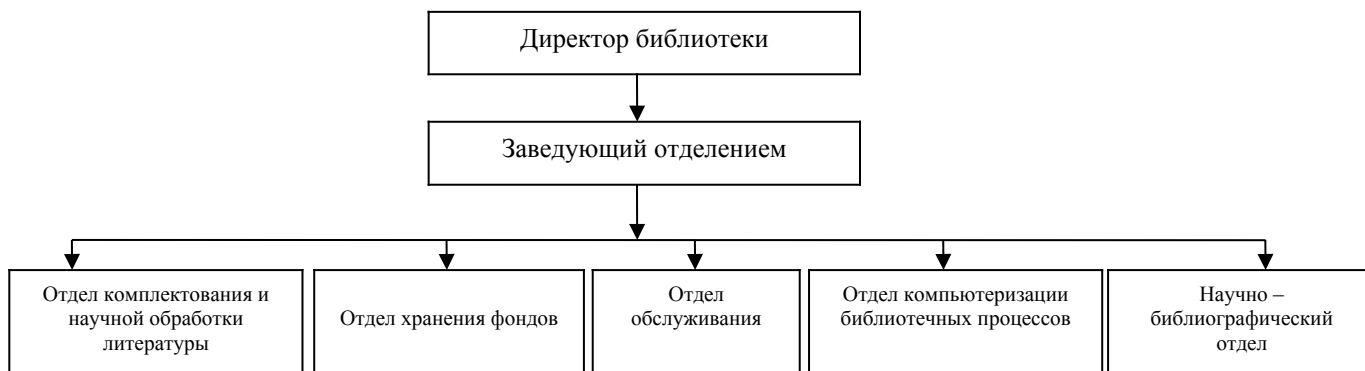 Директор библиотеки
Заведующий отделением
Отдел комплектования и
научной обработки
литературы
Отдел хранения фондов
Отдел
обслуживания
Отдел компьютеризации
библиотечных процессов
Научно –
библиографический
отдел